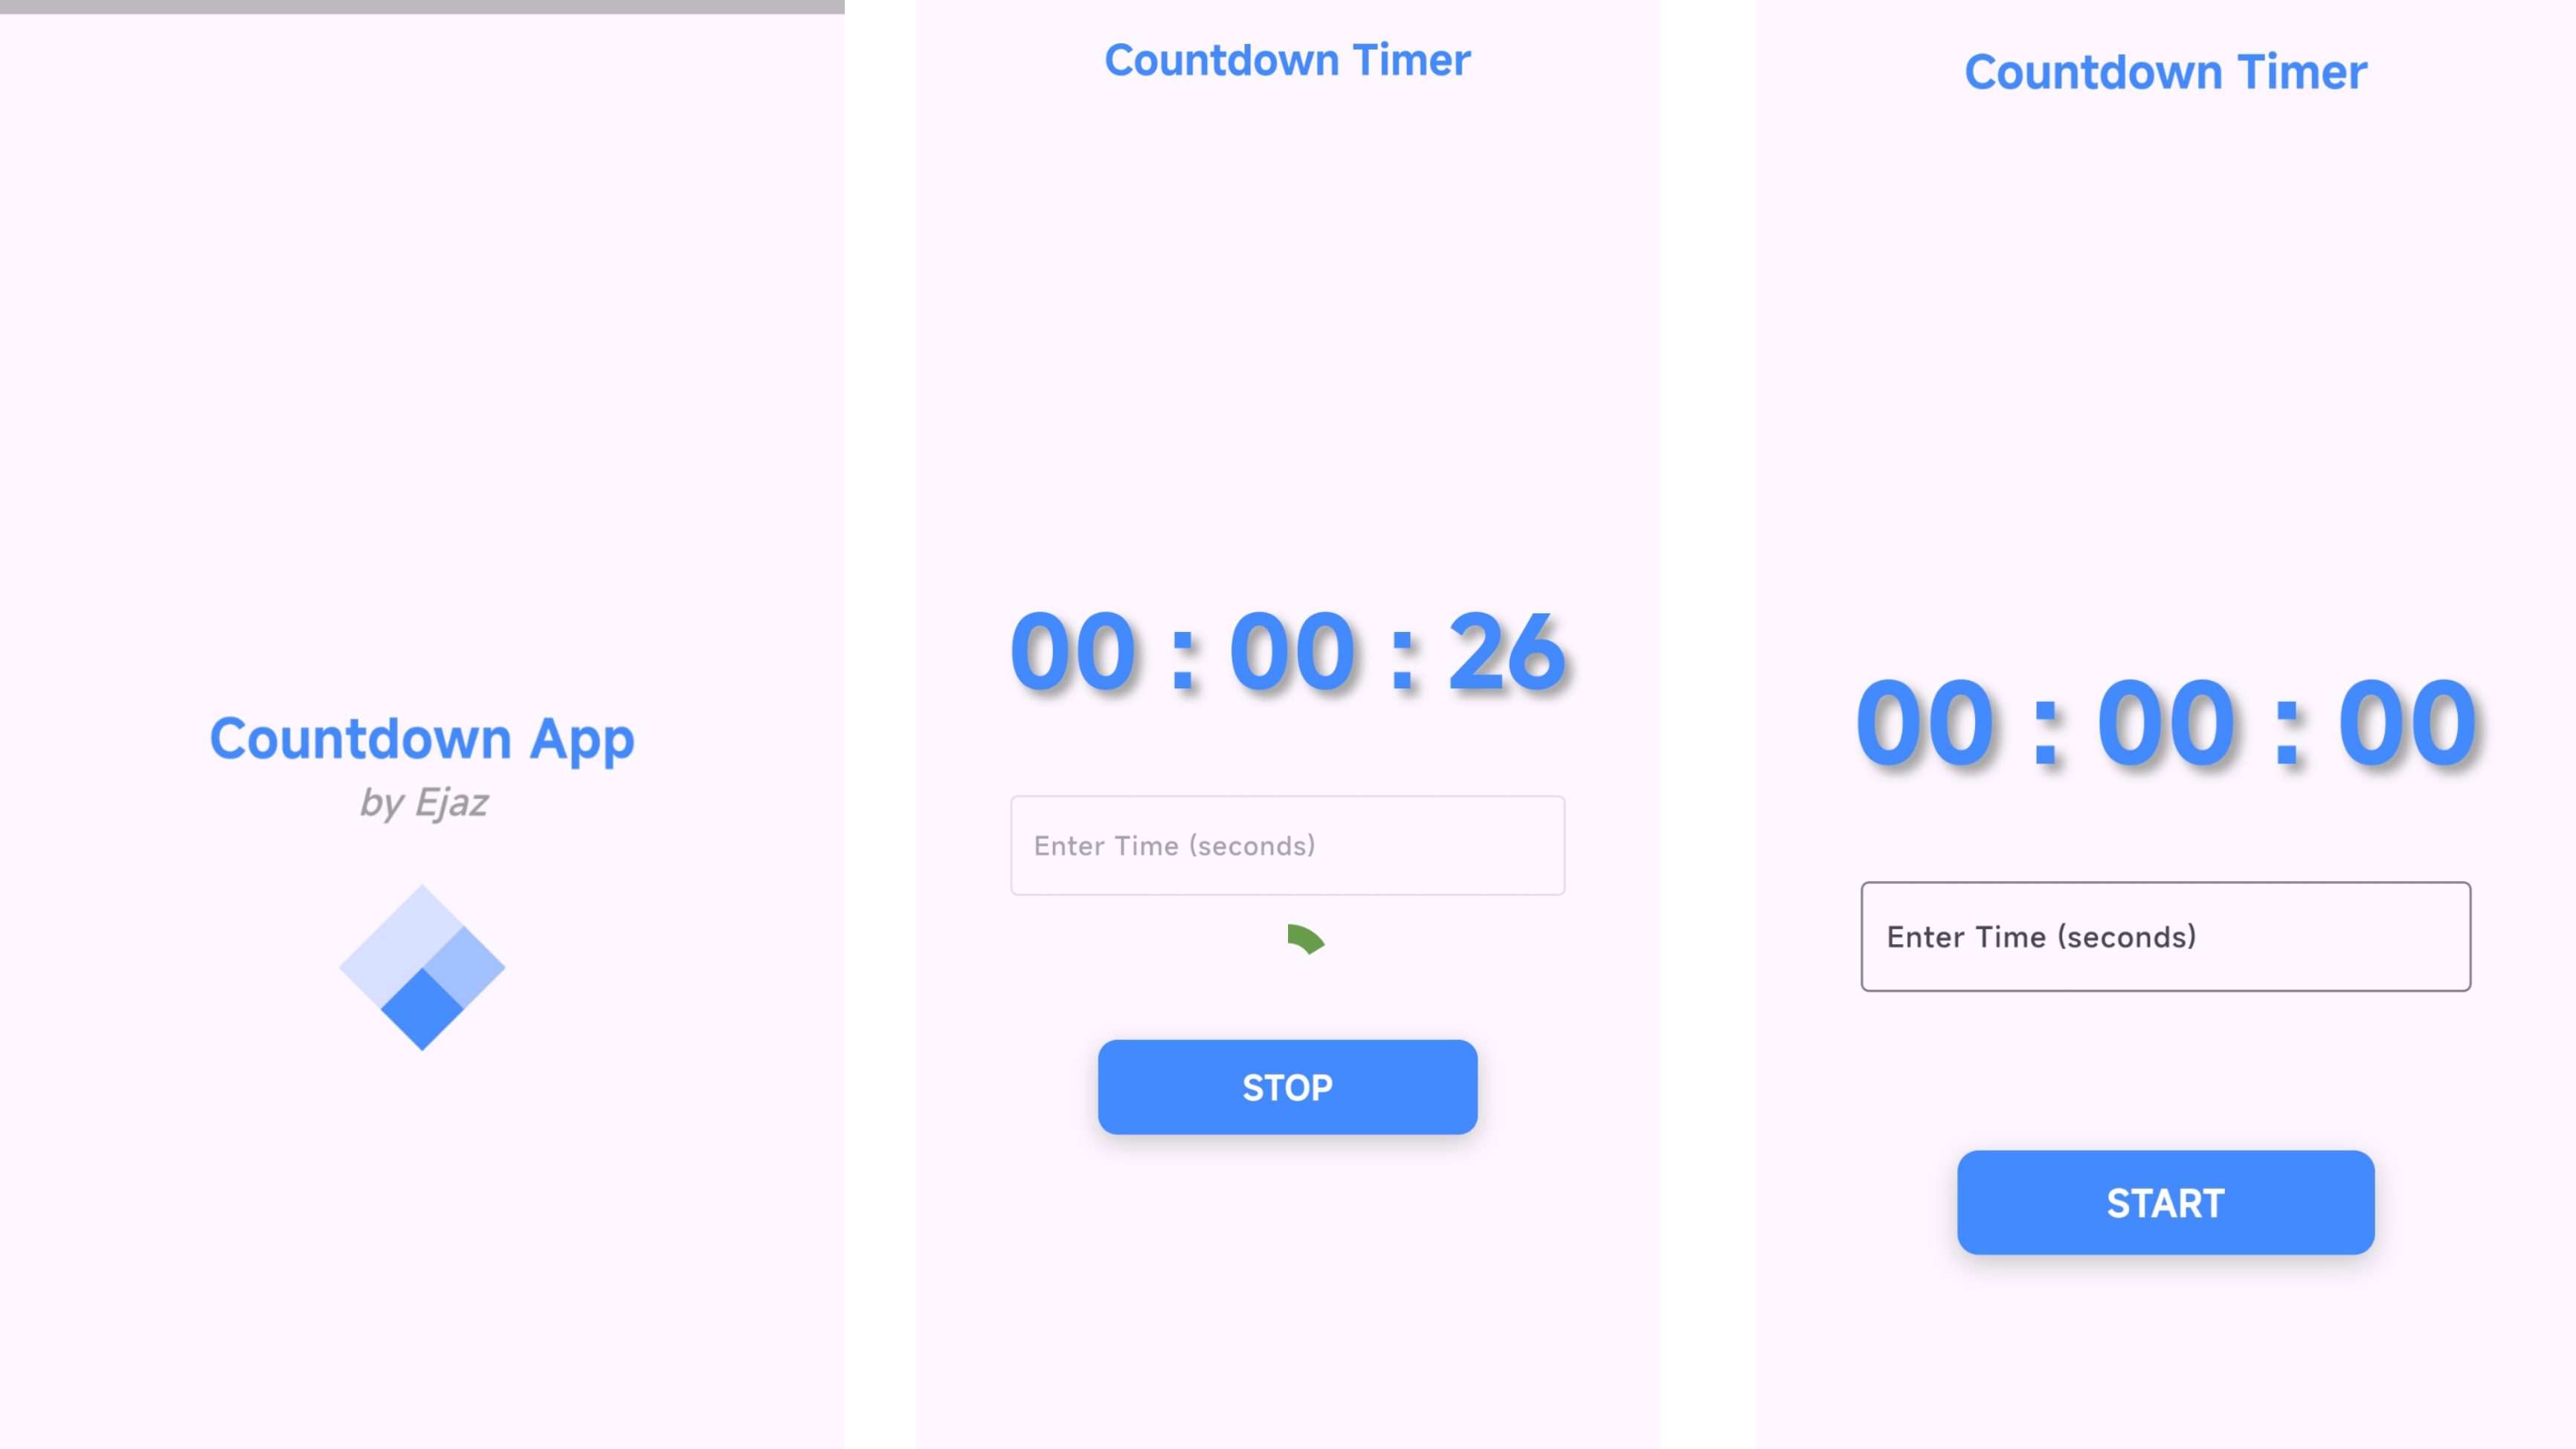 Countdown App
by Ejaz
Countdown Timer
00 : 00 : 26
Enter Time (seconds)
STOP
Countdown Timer
00 : 00 : 00
Enter Time (seconds)
START